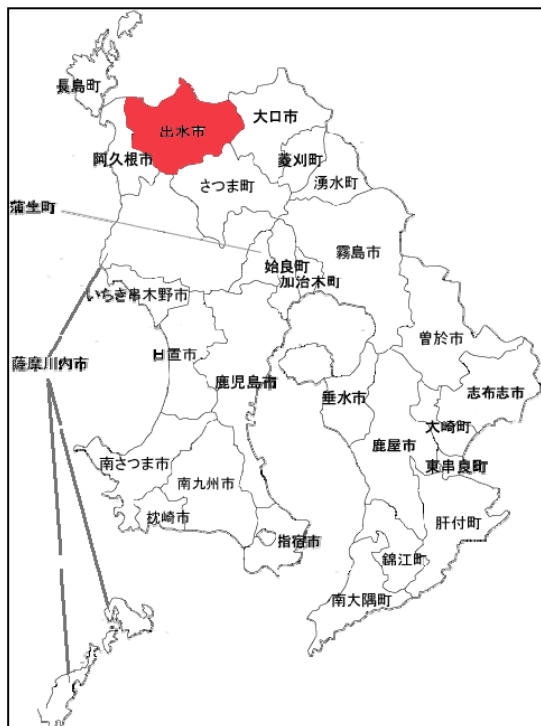 長島町
大口市
出水市
阿久根市
菱刈町
湧水町
さつま町
蒲生町
霧島市
姶良町
加治木町
いちき串木野市
曽於市
日置市
薩摩川内市
鹿児島市
垂水市
志布志市
大崎町
鹿屋市
東串良町
南さつま市
南九州市
枕崎市
肝付町
指宿市
錦江町
南大隅町